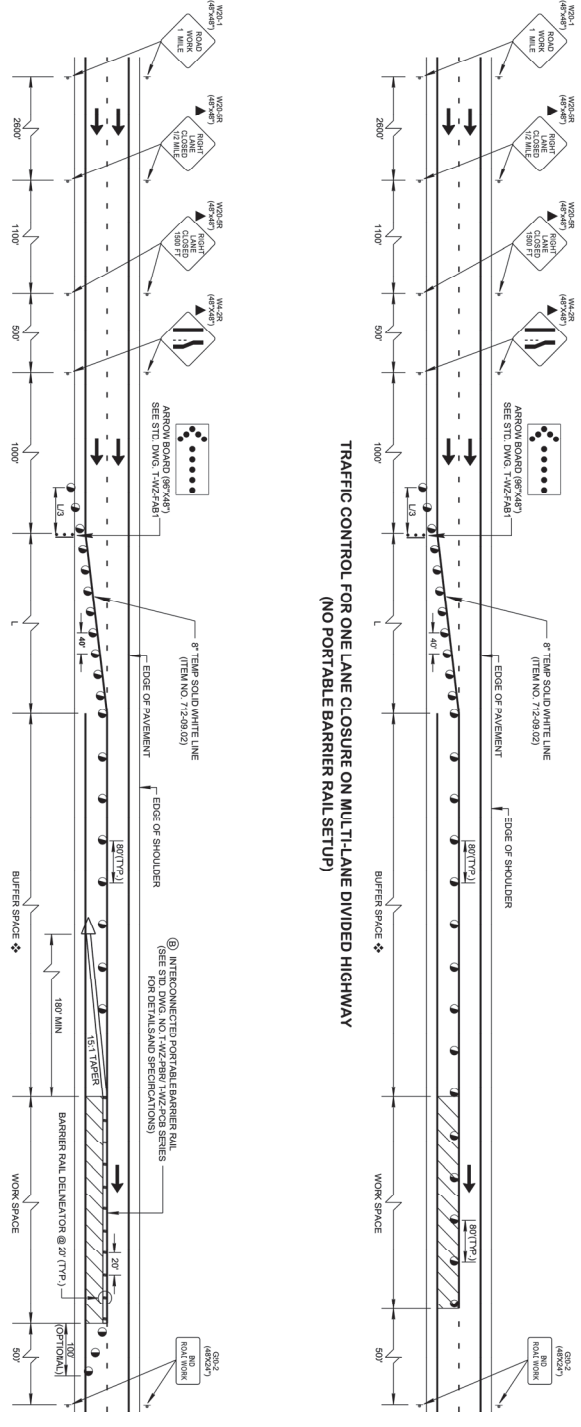 W20-1
(48"x48")
ROAD
WORK
1 MILE
W20-5R
(48"x48")
RIGHT
LANE
CLOSED
1/2 MILE
W20-5R
(48"x48")
RIGHT
LANE
CLOSED
1500 FT
W4-2R
(48"X48")
ARROW BOARD (96"X48")
SEE STD. DWG. T-WZ-FAB1
8" TEMP SOLID WHITE LINE
(ITEM NO. 712-09.02)
EDGE OF PAVEMENT
EDGE OF SHOULDER
80'(TYP.)
80'(TYP.)
G20-2
(48X24")
END
ROAD WORK
L/3
40'
2600'
1100'
500'
1000'
L
BUFFER SPACE
WORK SPACE
50'
TRAFFIC CONTROL FOR ONE LANE CLOSURE ON MULTI-LANE DIVIDED HIGHWAY
(NO PORTABLE BARRIER RAIL SETUP)
W20-1
(48"x48")
ROAD
WORK
1 MILE
W20-5R
(48"x48")
RIGHT
LANE
CLOSED
1/2 MILE
W20-5R
(48"x48")
RIGHT
LANE
CLOSED
1500 FT
W4-2R
(48"X48")
ARROW BOARD (96"X48")
SEE STD. DWG. T-WZ-FAB1
8" TEMP SOLID WHITE LINE
(ITEM NO. 712-09.02)
EDGE OF PAVEMENT
EDGE OF SHOULDER
80'(TYP.)
B INTERCONNECTED PORTABLE BARRIER RAIL
(SEE STD. DWG. NO. T-WZ-PBR/ T-WZ-PCB SERIES
FOR DETAILS AND SPECIFICATIONS)
G20-2
(48X24")
END
ROAD WORK
L/3
40'
15:1 TAPER
180' MIN
20'
BARRIER RAIL DELINEATOR @ 20' (TYP.)
100'
(OPTIONAL)
2600'
1100'
500'
1000'
L
BUFFER SPACE
WORK SPACE
50'